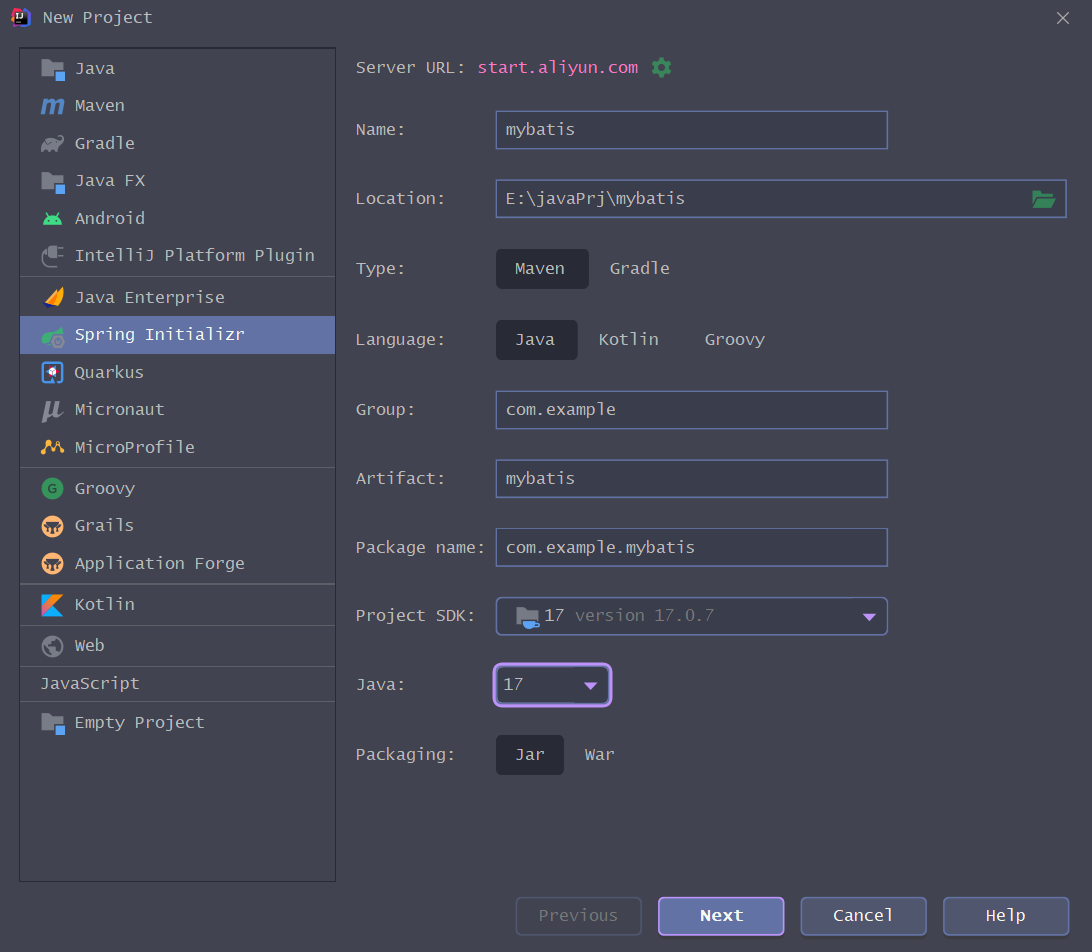 New Project
Java
Maven
Gradle
Java FX
Android
IntelliJ Platform Plugin
Java Enterprise
Spring Initializr
Quarkus
Micronaut
MicroProfile
Groovy
Grails
Application Forge
Kotlin
Web
JavaScript
Empty Project
Server URL: start.aliyun.com
Name: mybatis
Location: E:\javaPrj\mybatis
Type: Maven Gradle
Language: Java Kotlin Groovy
Group: com.example
Artifact: mybatis
Package name: com.example.mybatis
Project SDK: 17 version 17.0.7
Java: 17
Packaging: Jar War
Previous Next Cancel Help